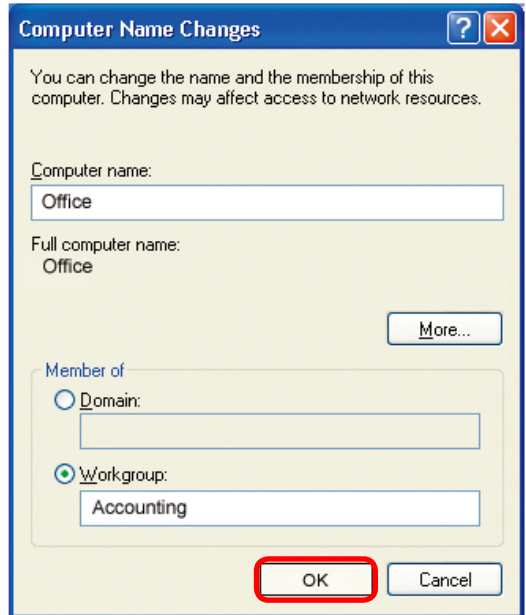 Computer Name Changes
You can change the name and the membership of this
computer. Changes may affect access to network resources.
Computer name:
Office
Full computer name:
Office
More...
Member of
Domain:
Workgroup:
Accounting
OK Cancel